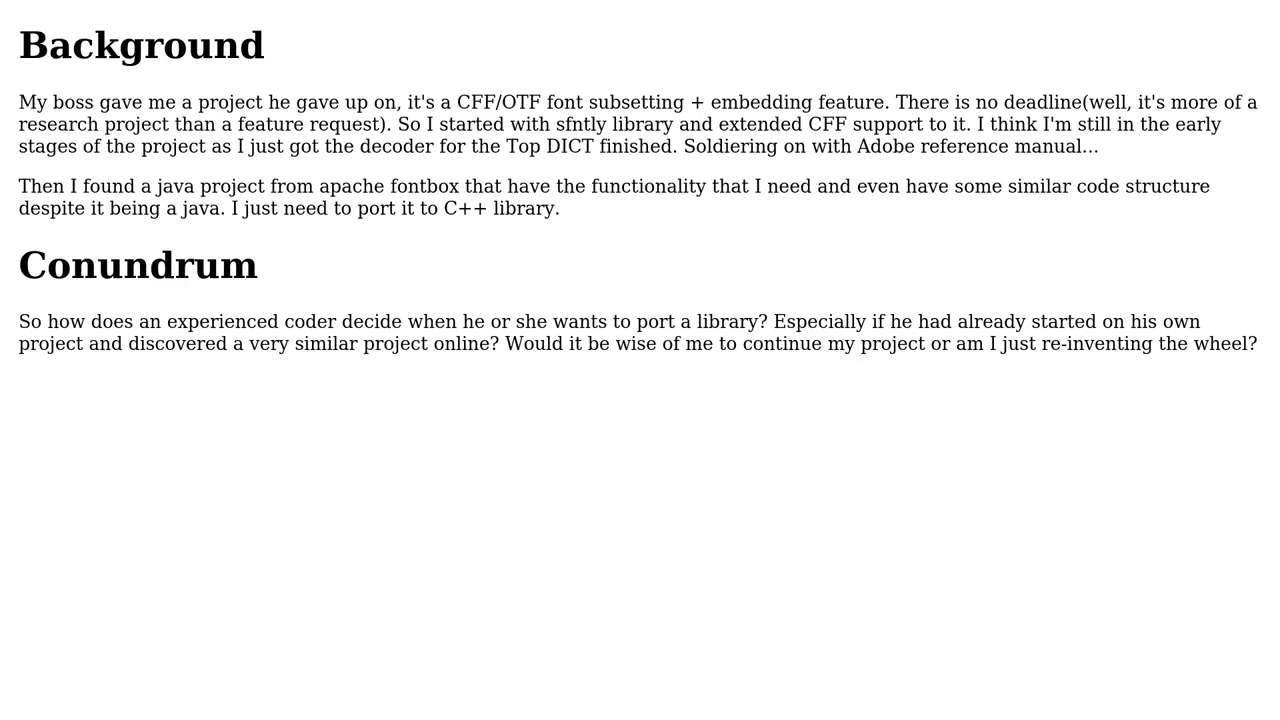 Background
My boss gave me a project he gave up on, it's a CFF/OTF font subsetting + embedding feature. There is no deadline(well, it's more of a
research project than a feature request). So I started with sfntly library and extended CFF support to it. I think I'm still in the early
stages of the project as I just got the decoder for the Top DICT finished. Soldiering on with Adobe reference manual...
Then I found a java project from apache fontbox that have the functionality that I need and even have some similar code structure
despite it being a java. I just need to port it to C++ library.
Conundrum
So how does an experienced coder decide when he or she wants to port a library? Especially if he had already started on his own
project and discovered a very similar project online? Would it be wise of me to continue my project or am I just re-inventing the wheel?